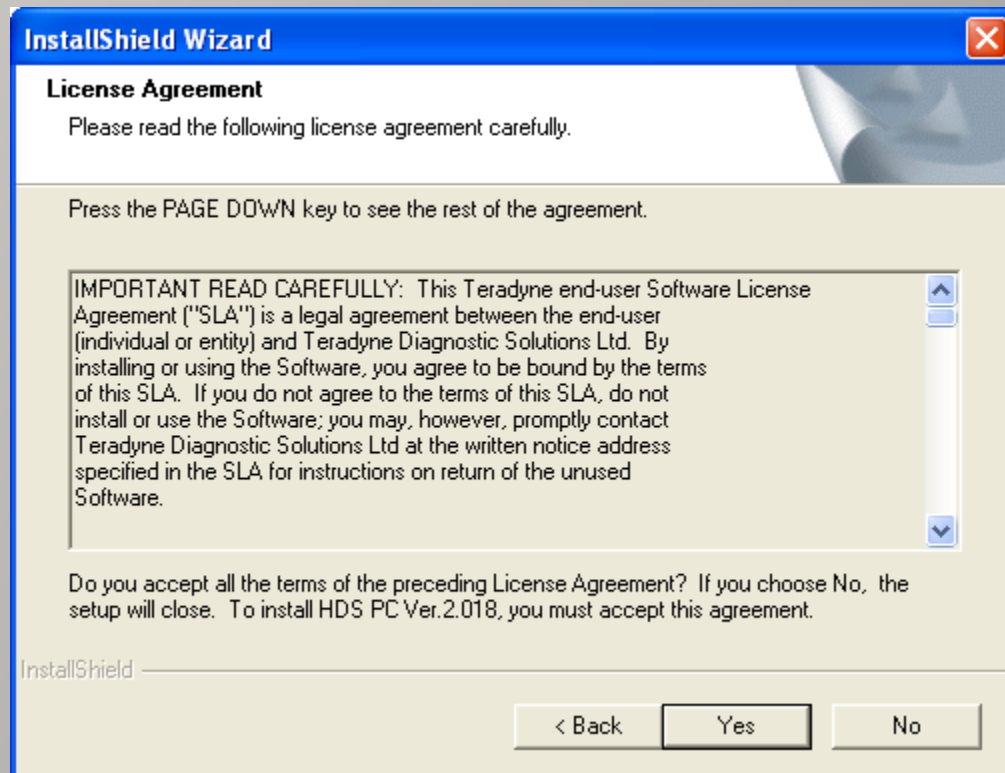 InstallShield Wizard
License Agreement
Please read the following license agreement carefully.
Press the PAGE DOWN key to see the rest of the agreement.
IMPORTANT READ CAREFULLY:  This Teradyne end-user Software License
Agreement ("SLA") is a legal agreement between the end-user
(individual or entity) and Teradyne Diagnostic Solutions Ltd.  By
installing or using the Software, you agree to be bound by the terms
of this SLA.  If you do not agree to the terms of this SLA, do not
install or use the Software; you may, however, promptly contact
Teradyne Diagnostic Solutions Ltd at the written notice address
specified in the SLA for instructions on return of the unused
Software.
Do you accept all the terms of the preceding License Agreement?  If you choose No,  the
setup will close.  To install HDS PC Ver.2.018, you must accept this agreement.
InstallShield
< Back
Yes
No